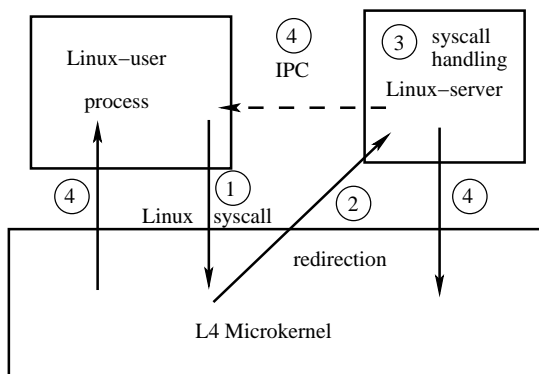 Linux−user
process
4
IPC
3
syscall
handling
Linux−server
4
1
Linux syscall
2
4
redirection
L4 Microkernel